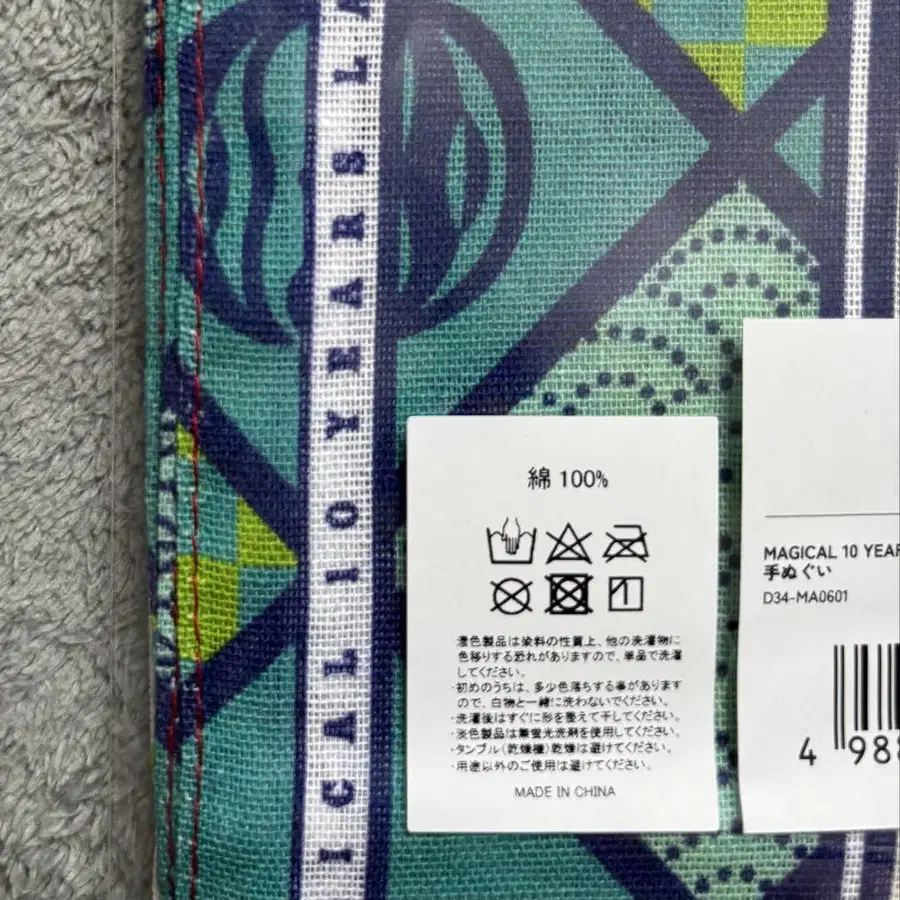 ICAL 10 YEARS LA
綿 100%
・濃色製品は染料の性質上、他の洗濯物に
色移りする恐れがありますので、単品で洗濯
してください。
・初めのうちは、多少色落ちする事があります
ので、白物と一緒に洗わないでください。
・洗濯後はすぐに形を整えて干してください。
・淡色製品は無蛍光洗剤を使用してください。
・タンブル(乾燥機)乾燥は避けてください。
・用途以外のご使用は避けてください。
MADE IN CHINA
MAGICAL 10 YEAR
手ぬぐい
D34-MA0601
4 988